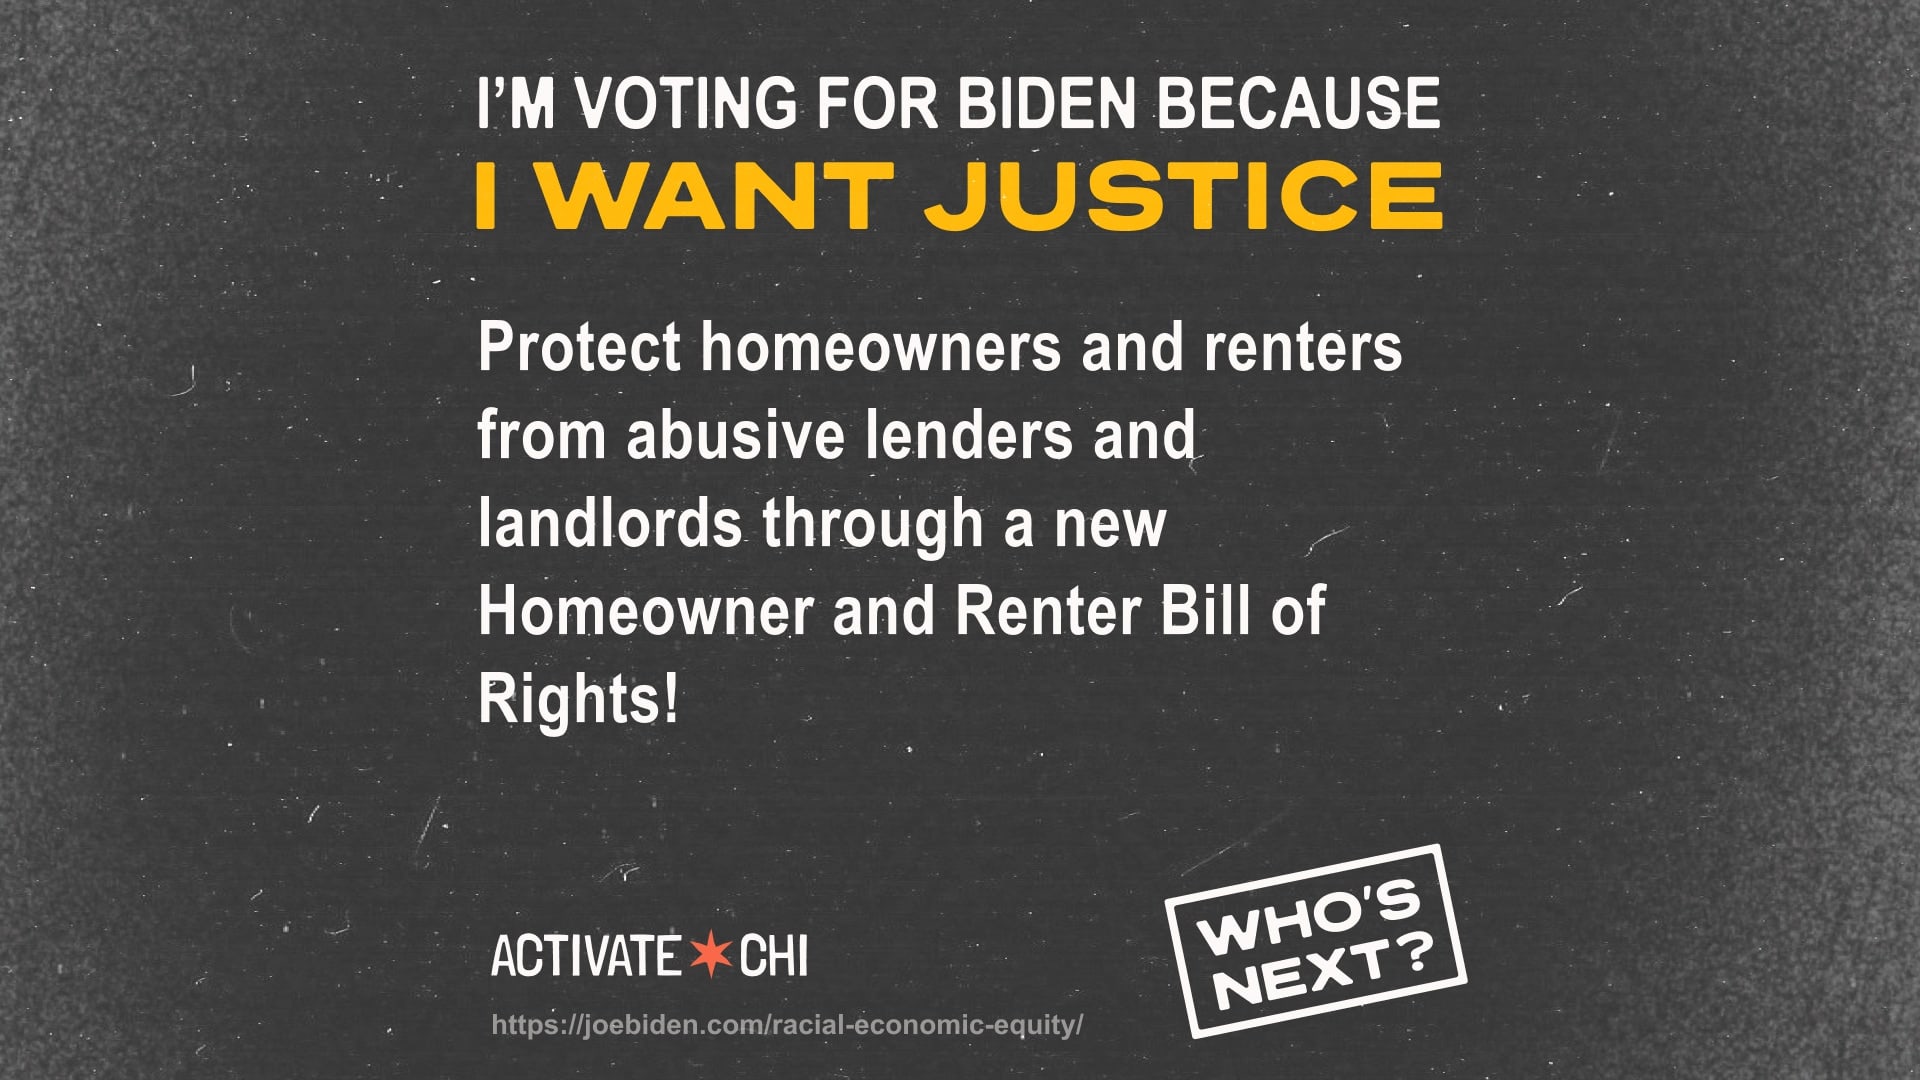 I’M VOTING FOR BIDEN BECAUSE
I WANT JUSTICE
Protect homeowners and renters
from abusive lenders and
landlords through a new
Homeowner and Renter Bill of
Rights!
ACTIVATE CHI
https://joebiden.com/racial-economic-equity/
WHO'S
NEXT?